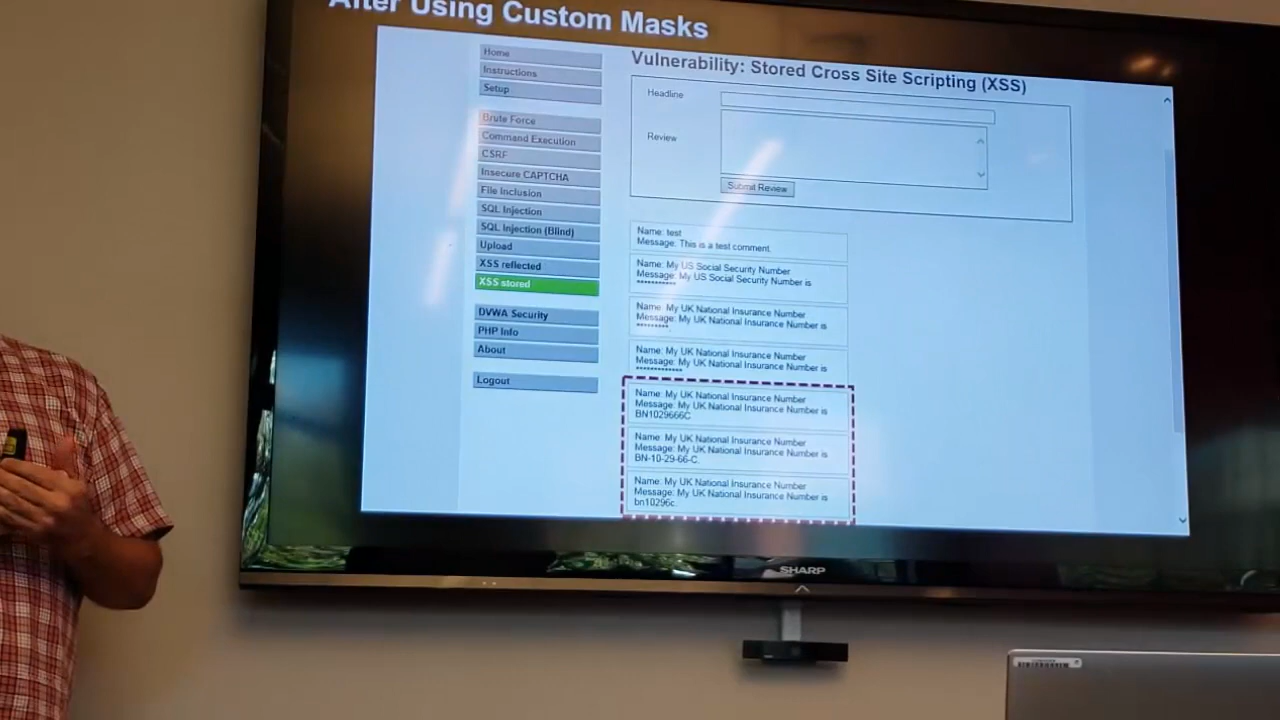 After Using Custom Masks
Home
Instructions
Setup
Brute Force
Command Execution
CSRF
Insecure CAPTCHA
File Inclusion
SQL Injection
SQL Injection (Blind)
Upload
XSS reflected
XSS stored
DVWA Security
PHP Info
About
Logout
Vulnerability: Stored Cross Site Scripting (XSS)
Headline
Review
Submit Review
Name: test
Message: This is a test comment.
Name: My US Social Security Number
Message: My US Social Security Number is
***********
Name: My UK National Insurance Number
Message: My UK National Insurance Number is
*********
Name: My UK National Insurance Number
Message: My UK National Insurance Number is
*************
Name: My UK National Insurance Number
Message: My UK National Insurance Number is
BN1029666C
Name: My UK National Insurance Number
Message: My UK National Insurance Number is
BN-10-29-66-C.
Name: My UK National Insurance Number
Message: My UK National Insurance Number is
bn10296c.
SHARP